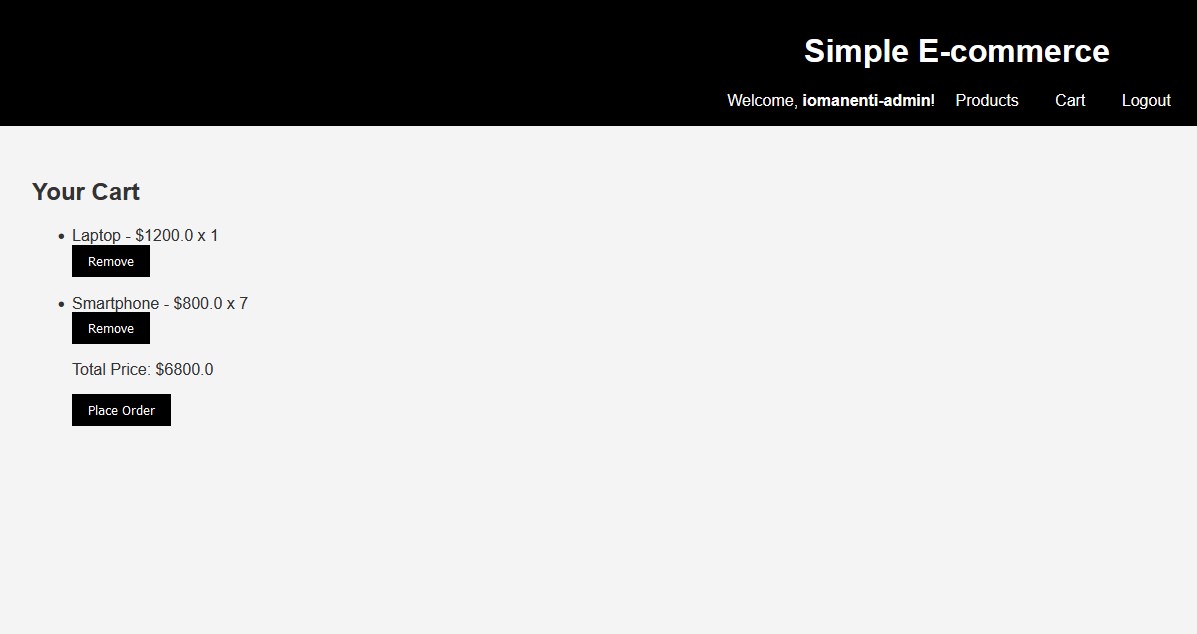 Simple E-commerce
Welcome, iomanenti-admin! Products Cart Logout
Your Cart
Laptop - $1200.0 x 1
Remove
Smartphone - $800.0 x 7
Remove
Total Price: $6800.0
Place Order